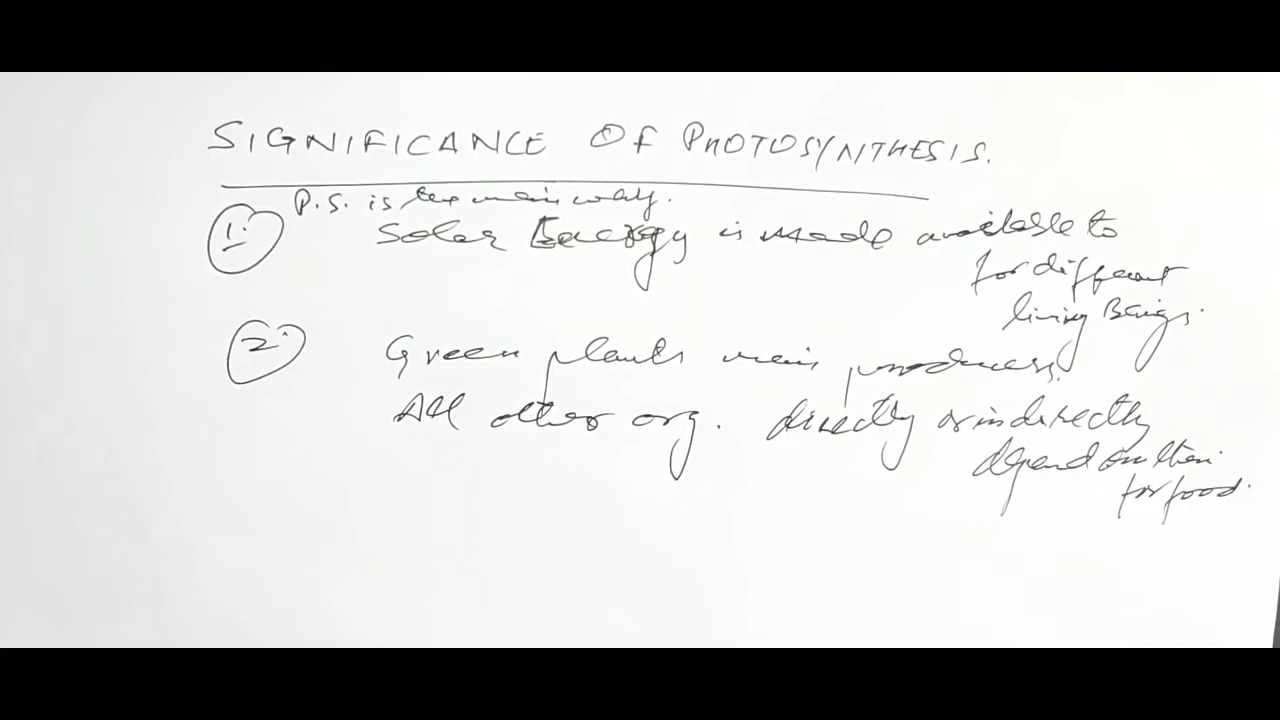 SIGNIFICANCE OF PHOTOSYNTHESIS.
P.S. is the main way.
1. Solar Energy is made available to
for different
living Beings.
2. Green plants main producers.
All other org. directly or indirectly
depend on them
for food.